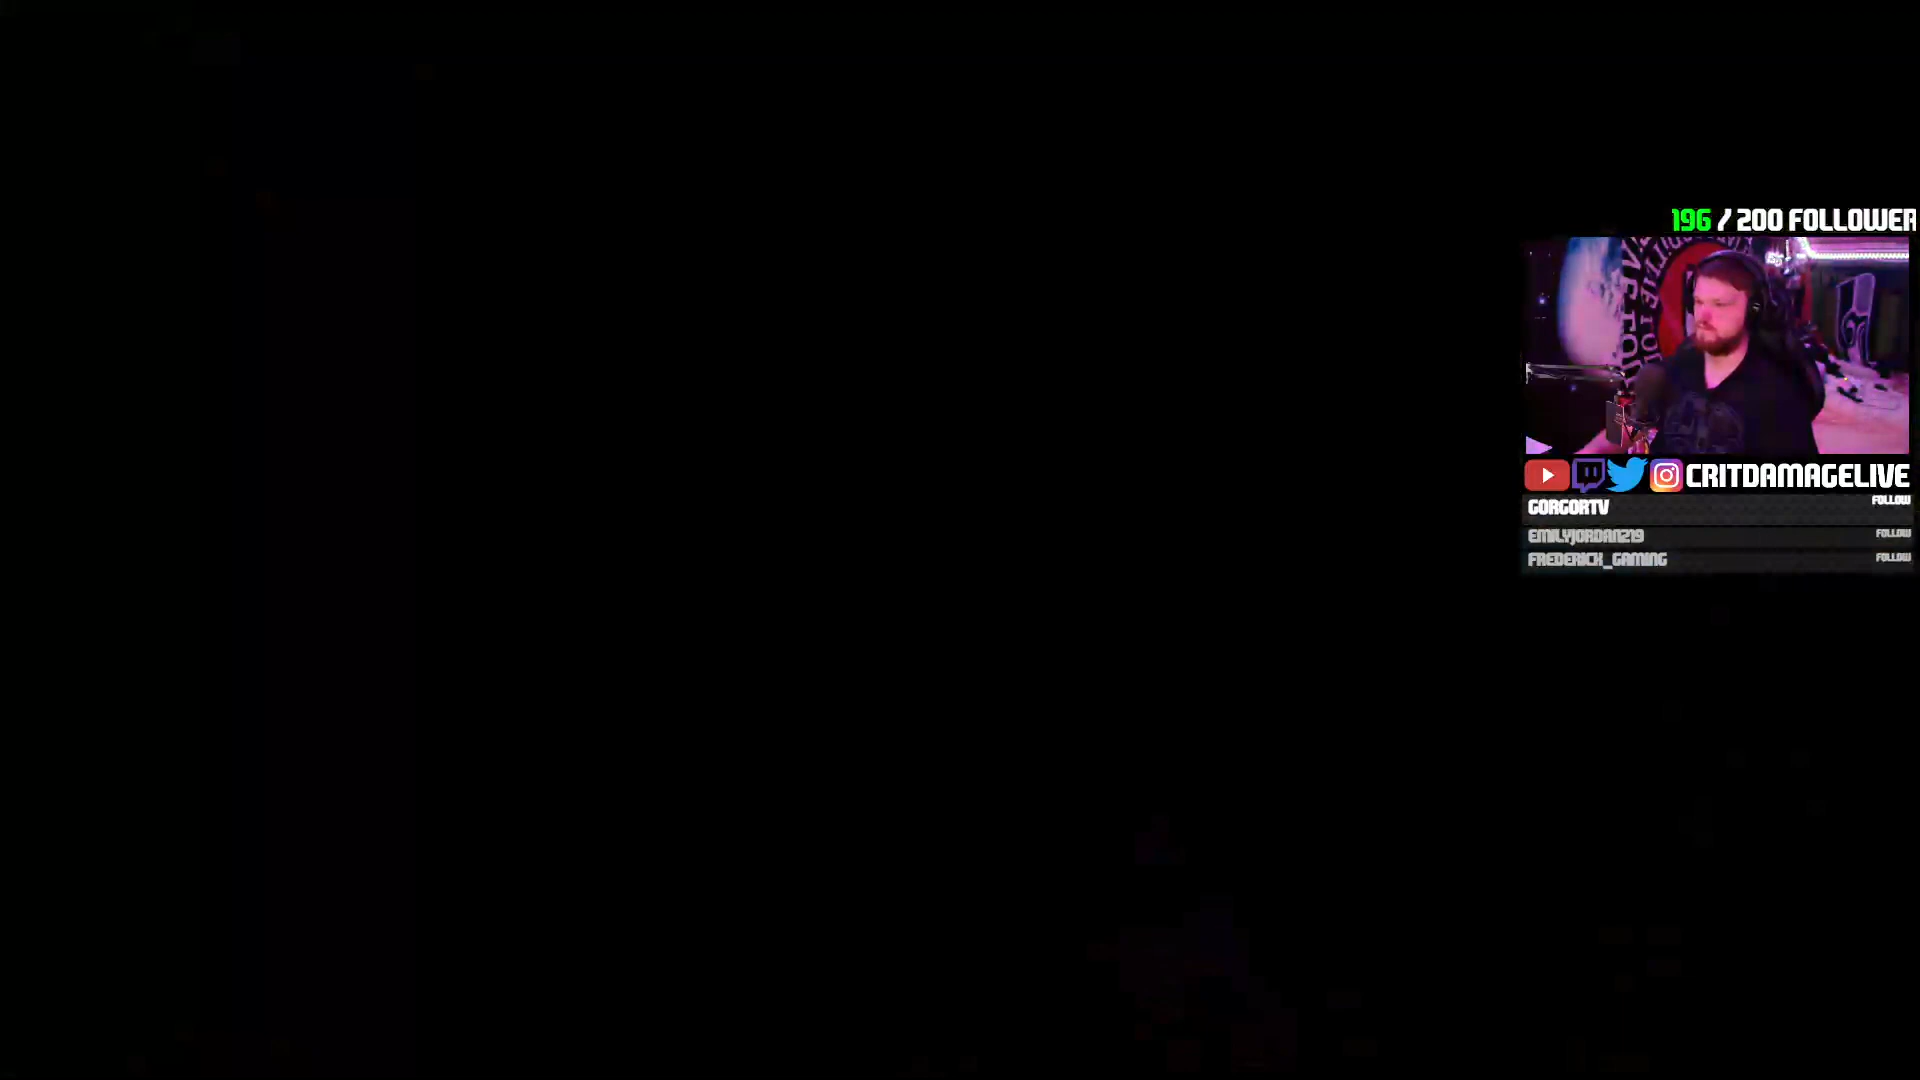 196 / 200 FOLLOWER
CRITDAMAGELIVE
GORGORTV FOLLOW
EMILYJORDAN219 FOLLOW
FREDERICK_GAMING FOLLOW